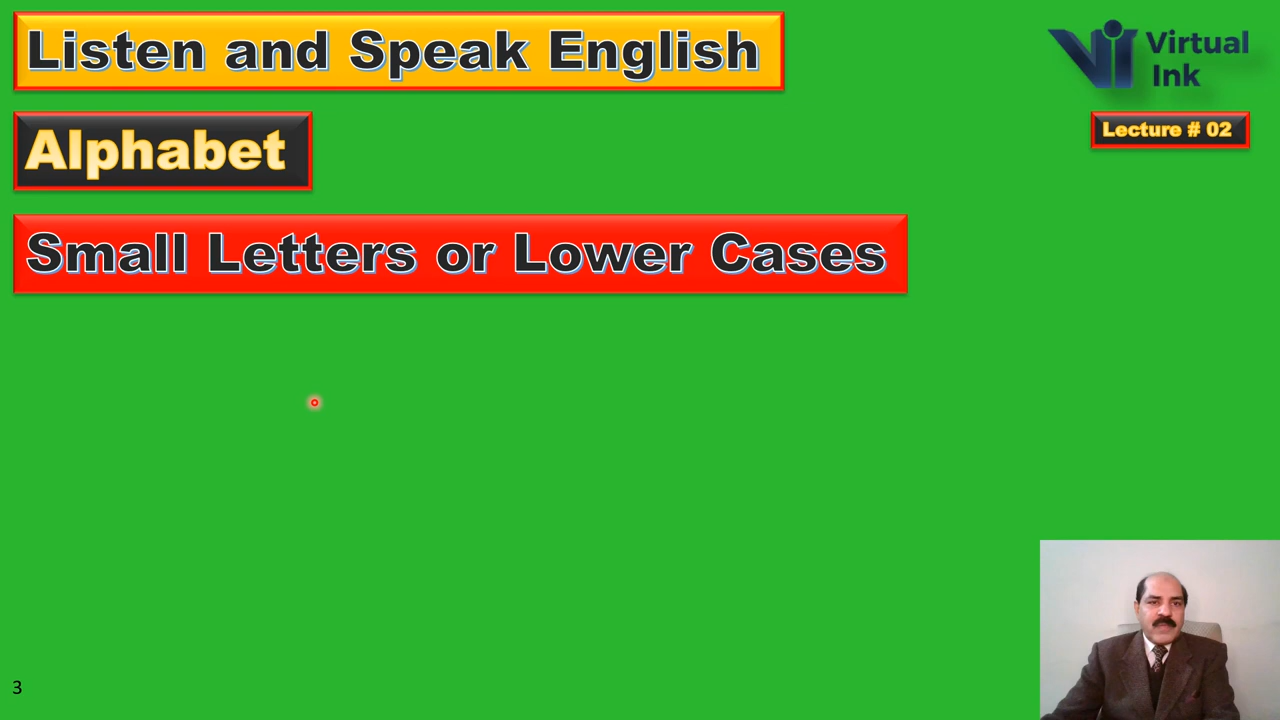 Listen and Speak English
Virtual
Ink
Alphabet
Lecture # 02
Small Letters or Lower Cases
3